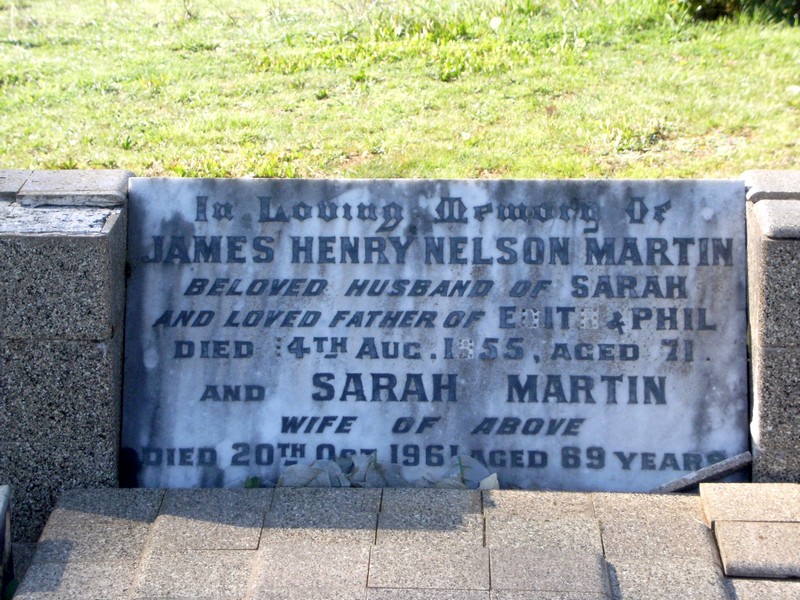 In Loving Memory Of
JAMES HENRY NELSON MARTIN
BELOVED HUSBAND OF SARAH
AND LOVED FATHER OF & PHIL
DIED AUG. 1955, AGED 71
AND SARAH MARTIN
WIFE OF ABOVE
DIED 20TH OCT. 1961 AGED 69 YEARS